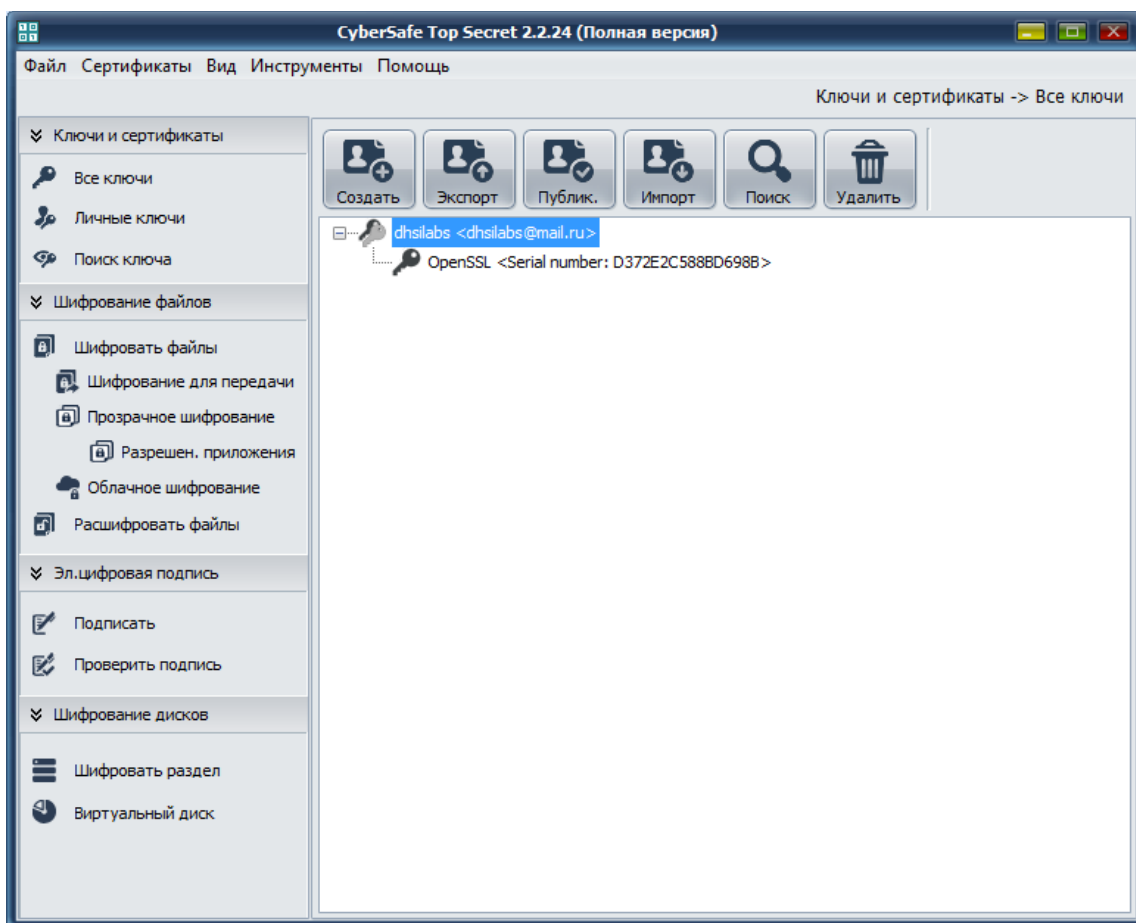 CyberSafe Top Secret 2.2.24 (Полная версия)
Файл Сертификаты Вид Инструменты Помощь
Ключи и сертификаты -> Все ключи
Ключи и сертификаты
Все ключи
Личные ключи
Поиск ключа
Шифрование файлов
Шифровать файлы
Шифрование для передачи
Прозрачное шифрование
Разрешен. приложения
Облачное шифрование
Расшифровать файлы
Эл.цифровая подпись
Подписать
Проверить подпись
Шифрование дисков
Шифровать раздел
Виртуальный диск
Создать Экспорт Публик. Импорт Поиск Удалить
dhsilabs <dhsilabs@mail.ru>
OpenSSL <Serial number: D372E2C588BD698B>